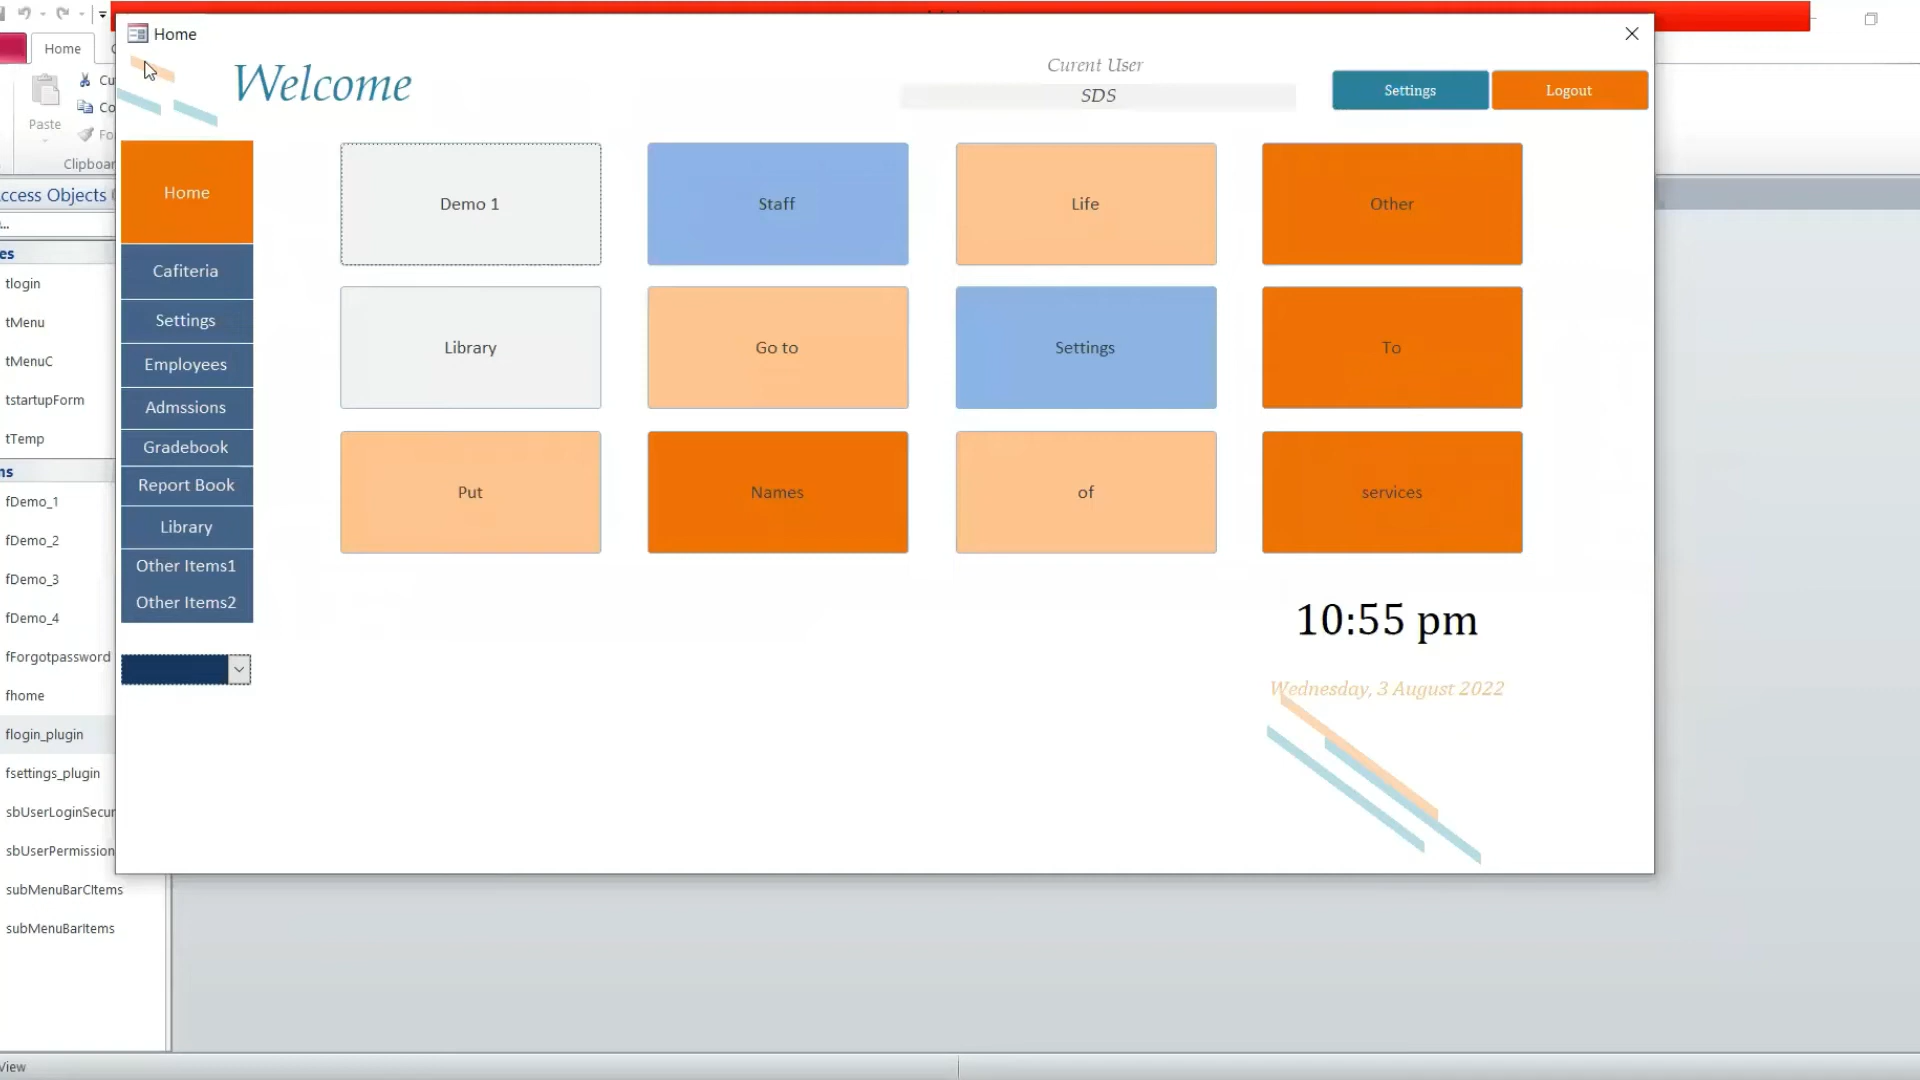 Home
Home
Cu
Co
Fo
Paste
Clipboar
ccess Objects
...
es
tlogin
tMenu
tMenuC
tstartupForm
tTemp
ns
fDemo_1
fDemo_2
fDemo_3
fDemo_4
fForgotpassword
fhome
flogin_plugin
fsettings_plugin
sbUserLoginSecur
sbUserPermission
subMenuBarCItems
subMenuBarItems
View
Welcome
Curent User
SDS
Settings
Logout
Home
Cafiteria
Settings
Employees
Admssions
Gradebook
Report Book
Library
Other Items1
Other Items2
Demo 1
Staff
Life
Other
Library
Go to
Settings
To
Put
Names
of
services
10:55 pm
Wednesday, 3 August 2022